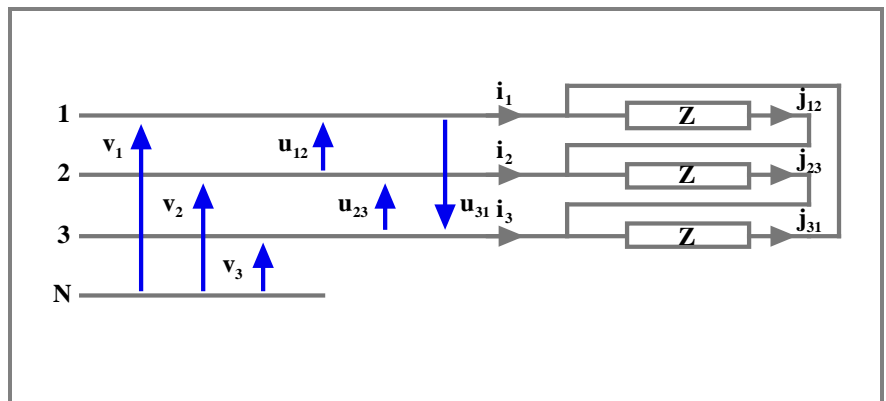 i₁
j₁₂
1
Z
v₁
u₁₂
i₂
j₂₃
2
Z
v₂
u₂₃
u₃₁
i₃
j₃₁
3
Z
v₃
N